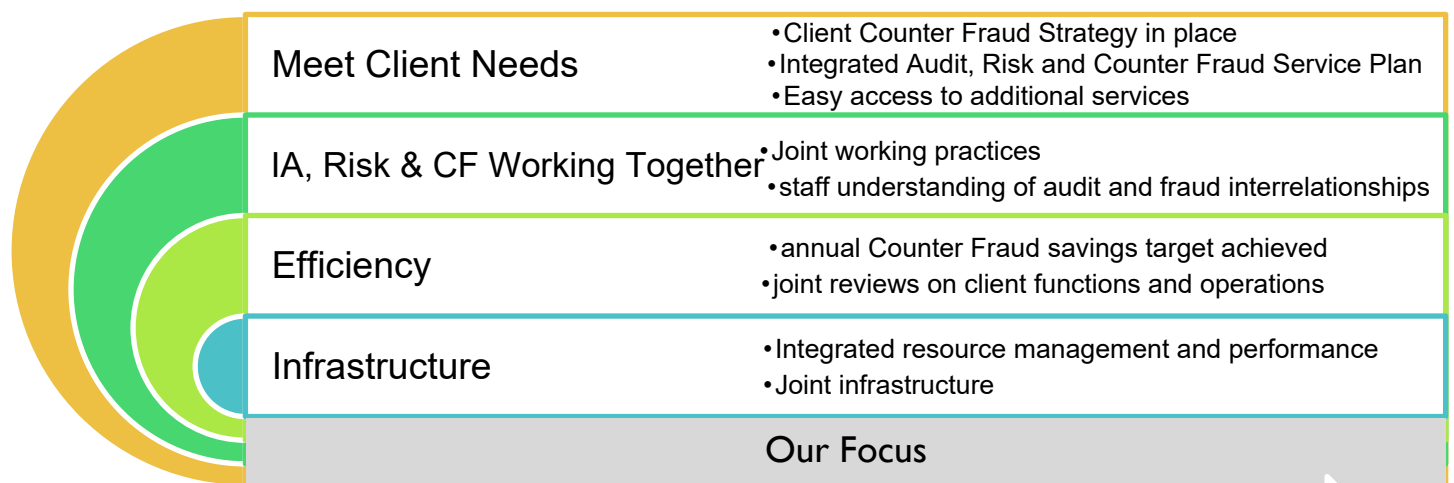 Meet Client Needs
•Client Counter Fraud Strategy in place
•Integrated Audit, Risk and Counter Fraud Service Plan
•Easy access to additional services
IA, Risk & CF Working Together
•Joint working practices
•staff understanding of audit and fraud interrelationships
Efficiency
•annual Counter Fraud savings target achieved
•joint reviews on client functions and operations
Infrastructure
•Integrated resource management and performance
•Joint infrastructure
Our Focus